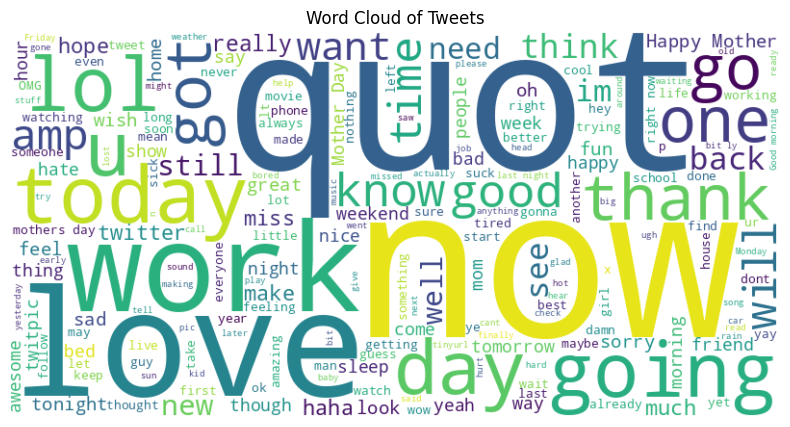 Word Cloud of Tweets
Friday weather
gone
hour
hope tweet
home
got
really
say
want
need
think
Happy Mother
old
go
ready
OMG
even
lol
might
never
quot
time
left
please
cool
im
hey
around
waiting
life
working
stuff
watching
wish
long
soon
help
movie
phone
alt
always
made
nothing
Mother Day
people
oh
right
week
better
trying
right now
one
Good morning
amp
someone
mean
u
show
sick
still
saw
job
head
bad
fun
happy
p
bit ly
back
lost
hate
bored
great
lot
missed
actually
suck
last night
school
done
try
today
n
call
miss
music
know
good
another
big
thank
mothers day
twitter
little
weekend
went
sure
anything
tired
gonna
ur
find
feel
early
thing
everyone
nice
start
ugh
house
Monday
dont
work
sound
making
night
make
feeling
play
give
something
next
well
mom
see
glad
hot
hear
best
check
now
x
girl
song
car
read
rain
yay
will
yesterday
twitpic
follow
sad
may
tell
pic
year
later
bit
come
cant
finally
ye
damn
maybe
sorry
morning
friend
awesome
bed
let
keep
love
live
guy
sun
take
kid
amazing
guess
man
baby
getting
tinyurl
sleep
day
tomorrow
hurt
hard
wait
going
tonight
thought
new
first
ok
though
haha
watch
look
wow
said
yeah
last
way
already
much
yet